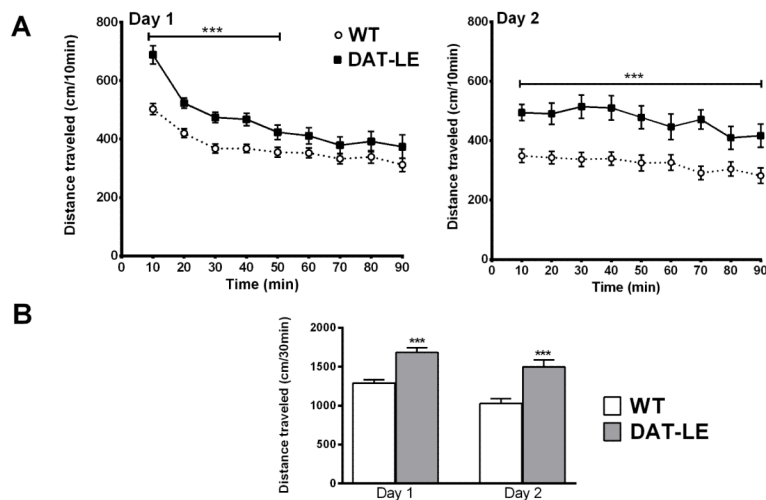 A
Day 1
***
WT
DAT-LE
Distance traveled (cm/10min)
800
600
400
200
0
0 10 20 30 40 50 60 70 80 90
Time (min)
Day 2
***
Distance traveled (cm/10min)
800
600
400
200
0
0 10 20 30 40 50 60 70 80 90
Time (min)
B
Distance traveled (cm/30min)
2000
1500
1000
500
0
***
***
Day 1 Day 2
WT
DAT-LE